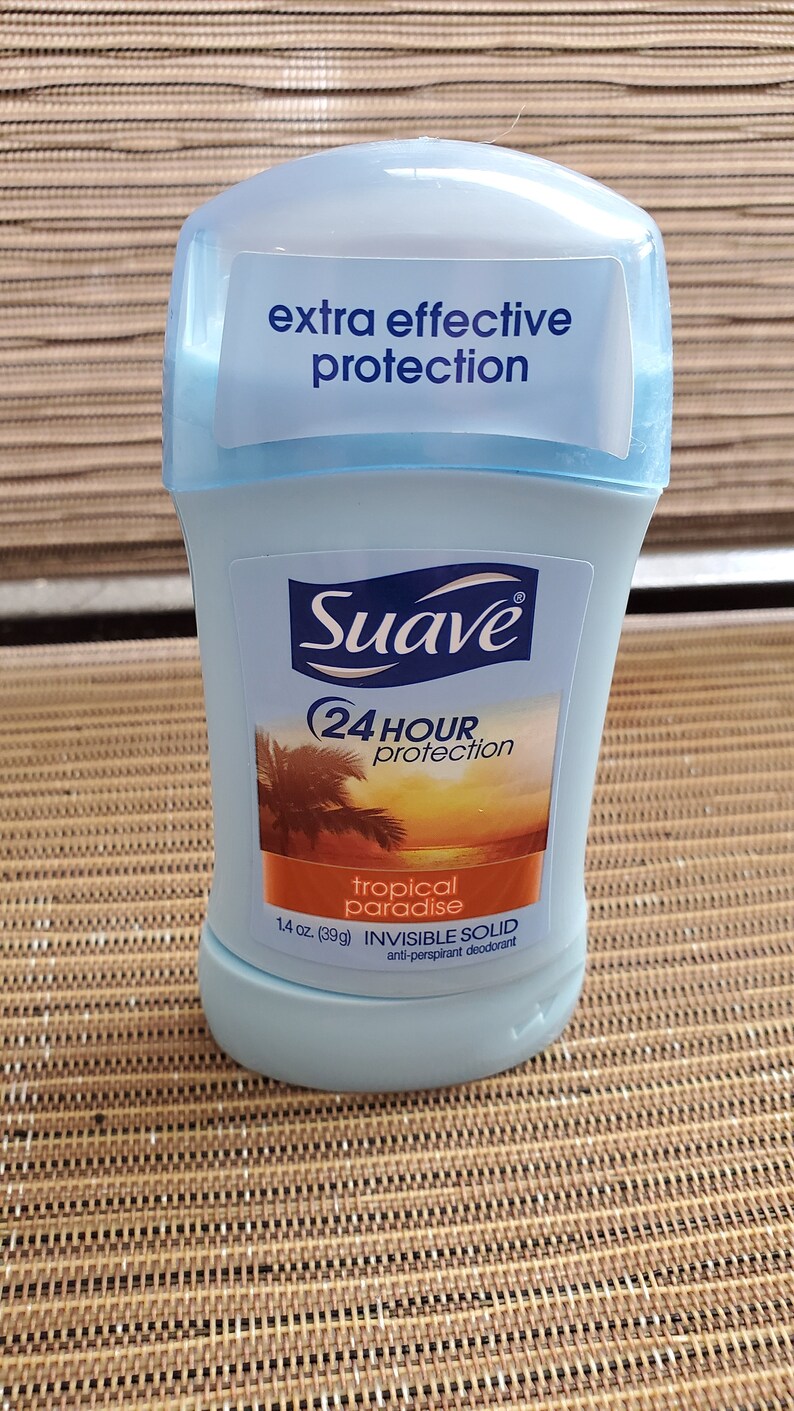 extra effective
protection
Suave®
24 HOUR
protection
tropical
paradise
1.4 oz. (39g) INVISIBLE SOLID
anti-perspirant deodorant